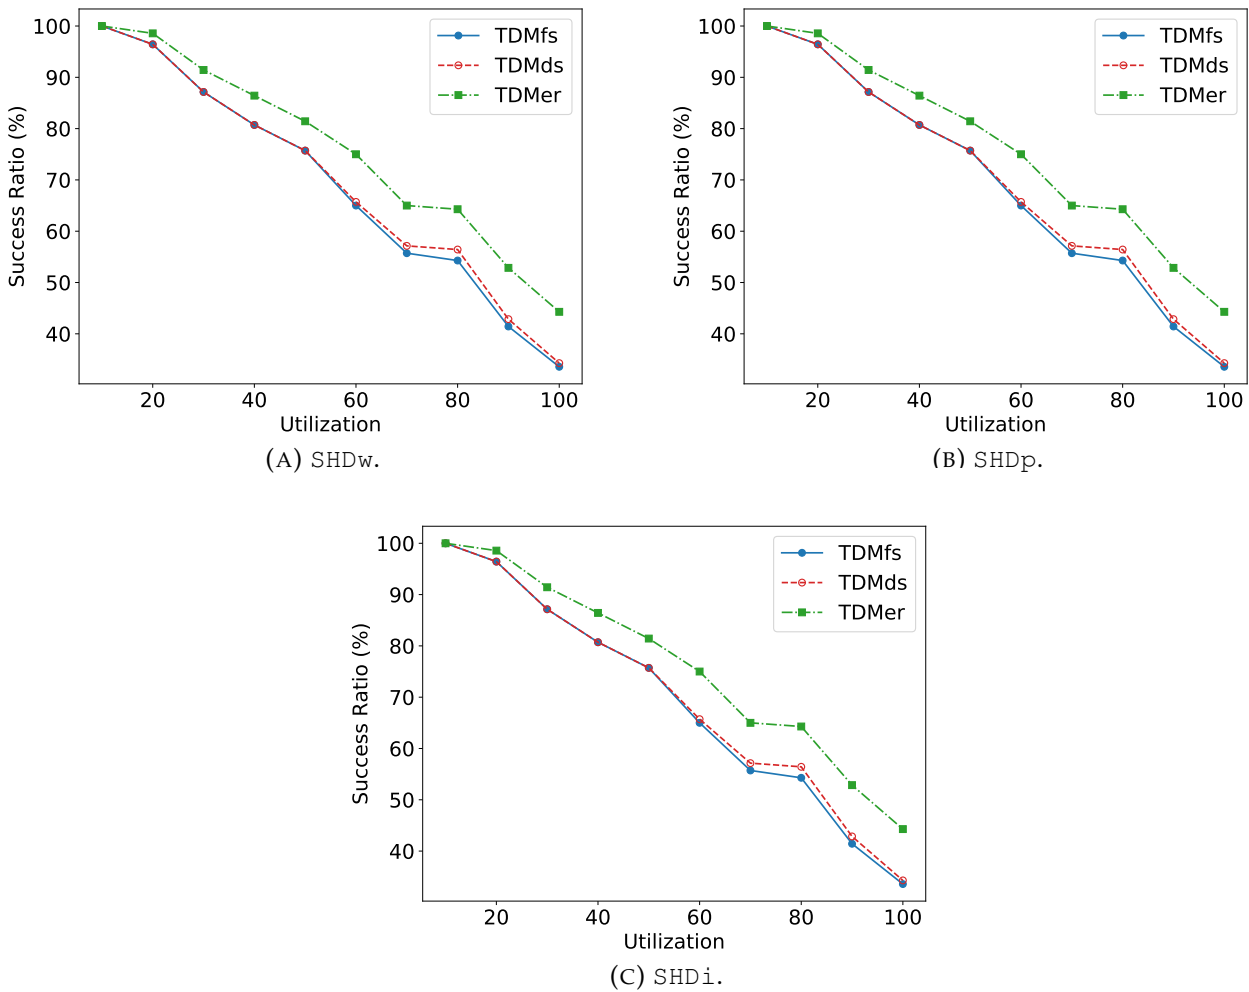 100
90
80
70
60
50
40
Success Ratio (%)
TDMfs
TDMds
TDMer
20 40 60 80 100
Utilization
(A) SHDw.
100
90
80
70
60
50
40
Success Ratio (%)
TDMfs
TDMds
TDMer
20 40 60 80 100
Utilization
(B) SHDp.
100
90
80
70
60
50
40
Success Ratio (%)
TDMfs
TDMds
TDMer
20 40 60 80 100
Utilization
(C) SHDi.